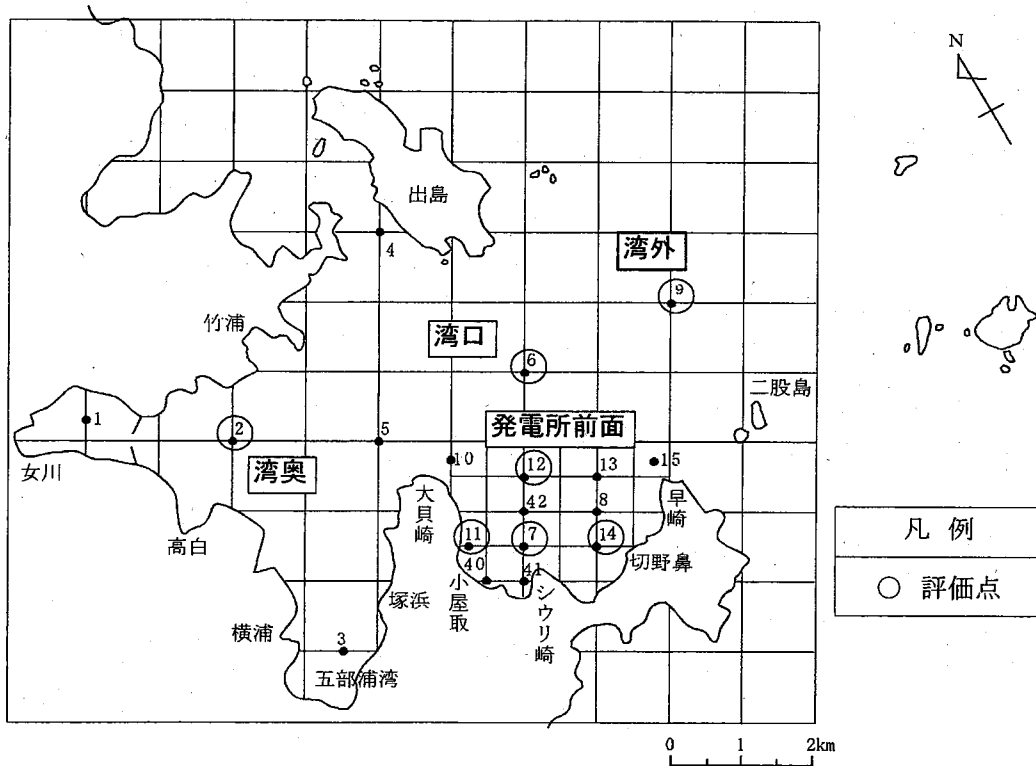 N
出島
4
湾外
9
竹浦
湾口
6
二股島
1
2
5
発電所前面
女川
湾奥
10
12
13
15
大貝崎
42
8
早崎
高白
11
7
14
切野鼻
40
41
小屋取
シウリ崎
塚浜
横浦
3
五部浦湾
凡例
○ 評価点
0 1 2km